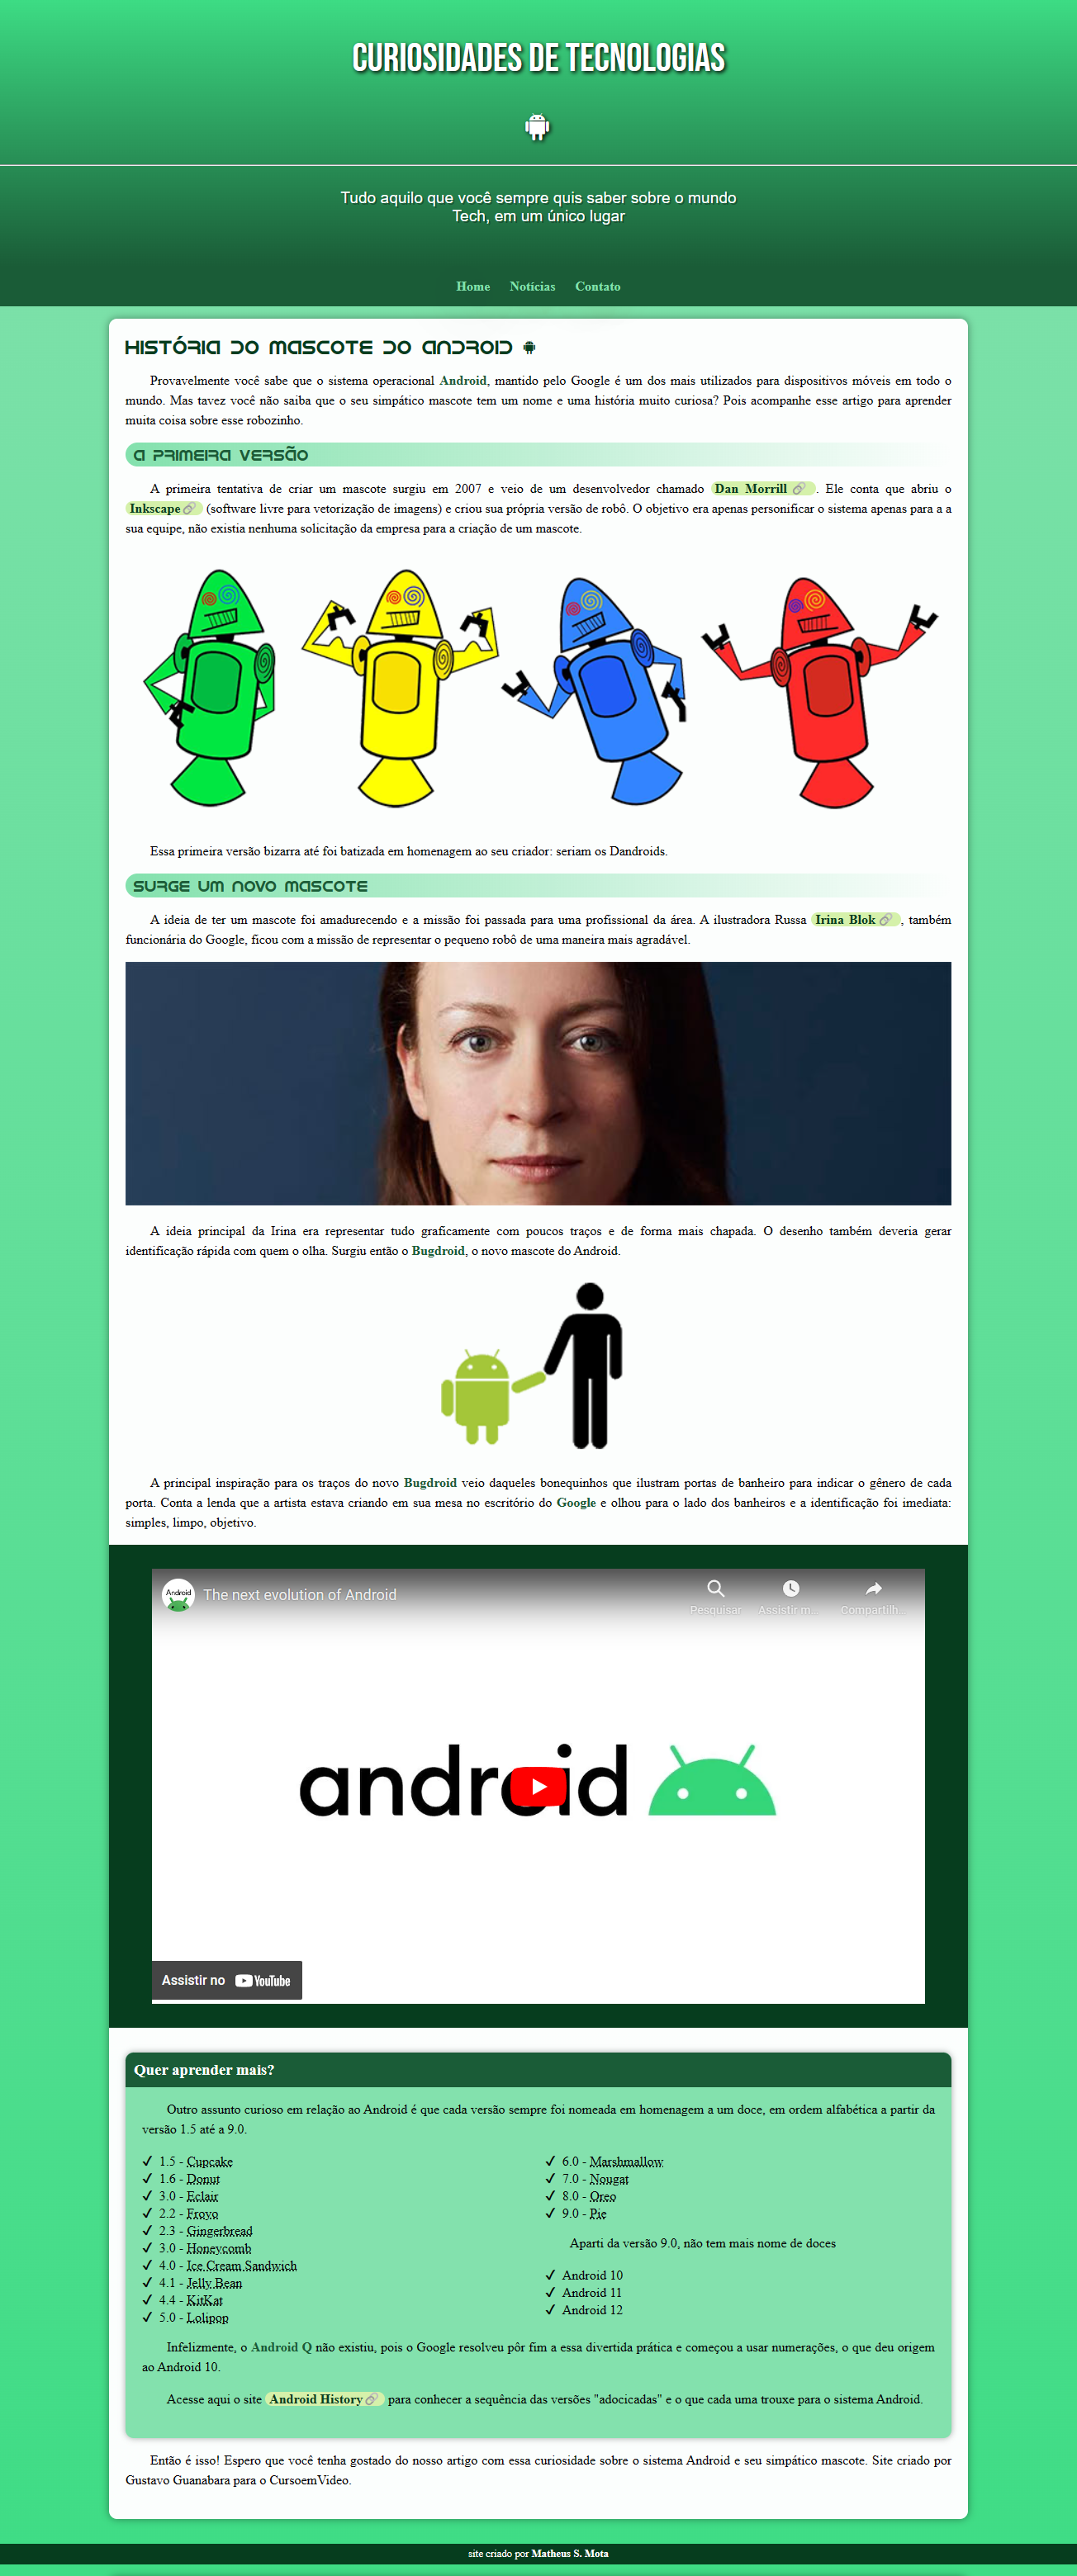 CURIOSIDADES DE TECNOLOGIAS
Tudo aquilo que você sempre quis saber sobre o mundo
Tech, em um único lugar
Home Notícias Contato
HISTÓRIA DO MASCOTE DO ANDROID
Provavelmente você sabe que o sistema operacional Android, mantido pelo Google é um dos mais utilizados para dispositivos móveis em todo o
mundo. Mas tavez você não saiba que o seu simpático mascote tem um nome e uma história muito curiosa? Pois acompanhe esse artigo para aprender
muita coisa sobre esse robozinho.
A PRIMEIRA VERSÃO
A primeira tentativa de criar um mascote surgiu em 2007 e veio de um desenvolvedor chamado Dan Morrill . Ele conta que abriu o
Inkscape (software livre para vetorização de imagens) e criou sua própria versão de robô. O objetivo era apenas personificar o sistema apenas para a a
sua equipe, não existia nenhuma solicitação da empresa para a criação de um mascote.
Essa primeira versão bizarra até foi batizada em homenagem ao seu criador: seriam os Dandroids.
SURGE UM NOVO MASCOTE
A ideia de ter um mascote foi amadurecendo e a missão foi passada para uma profissional da área. A ilustradora Russa Irina Blok , também
funcionária do Google, ficou com a missão de representar o pequeno robô de uma maneira mais agradável.
A ideia principal da Irina era representar tudo graficamente com poucos traços e de forma mais chapada. O desenho também deveria gerar
identificação rápida com quem o olha. Surgiu então o Bugdroid, o novo mascote do Android.
A principal inspiração para os traços do novo Bugdroid veio daqueles bonequinhos que ilustram portas de banheiro para indicar o gênero de cada
porta. Conta a lenda que a artista estava criando em sua mesa no escritório do Google e olhou para o lado dos banheiros e a identificação foi imediata:
simples, limpo, objetivo.
Android The next evolution of Android
Pesquisar Assistir m... Compartilh...
android
Assistir no YouTube
Quer aprender mais?
Outro assunto curioso em relação ao Android é que cada versão sempre foi nomeada em homenagem a um doce, em ordem alfabética a partir da
versão 1.5 até a 9.0.
✓ 1.5 - Cupcake
✓ 1.6 - Donut
✓ 3.0 - Eclair
✓ 2.2 - Froyo
✓ 2.3 - Gingerbread
✓ 3.0 - Honeycomb
✓ 4.0 - Ice Cream Sandwich
✓ 4.1 - Jelly Bean
✓ 4.4 - KitKat
✓ 5.0 - Lolipop
✓ 6.0 - Marshmallow
✓ 7.0 - Nougat
✓ 8.0 - Oreo
✓ 9.0 - Pie
Aparti da versão 9.0, não tem mais nome de doces
✓ Android 10
✓ Android 11
✓ Android 12
Infelizmente, o Android Q não existiu, pois o Google resolveu pôr fim a essa divertida prática e começou a usar numerações, o que deu origem
ao Android 10.
Acesse aqui o site Android History para conhecer a sequência das versões "adocicadas" e o que cada uma trouxe para o sistema Android.
Então é isso! Espero que você tenha gostado do nosso artigo com essa curiosidade sobre o sistema Android e seu simpático mascote. Site criado por
Gustavo Guanabara para o CursoemVideo.
site criado por Matheus S. Mota